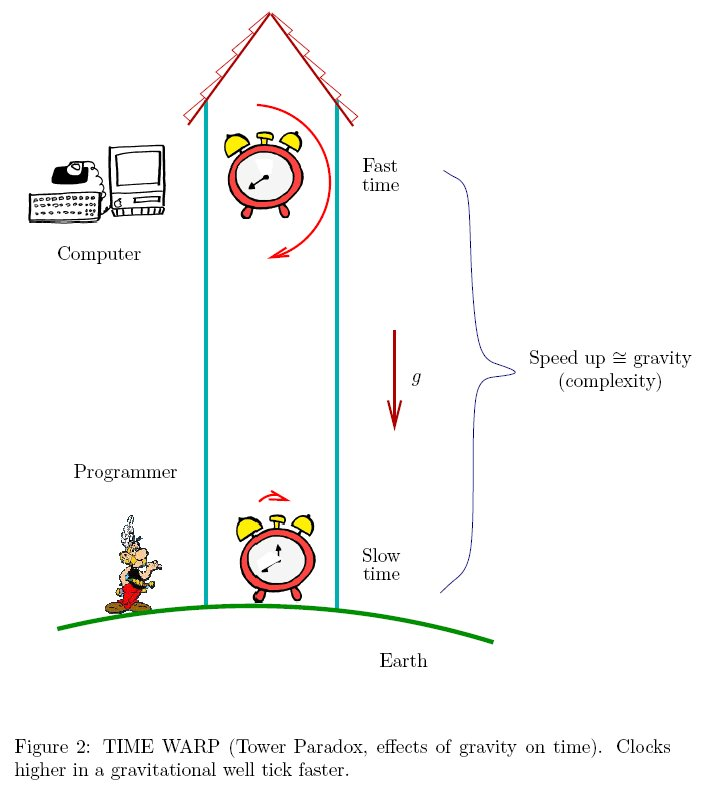 Fast
time
Computer
Speed up ≅ gravity
(complexity)
g
Programmer
Slow
time
Earth
Figure 2: TIME WARP (Tower Paradox, effects of gravity on time). Clocks
higher in a gravitational well tick faster.